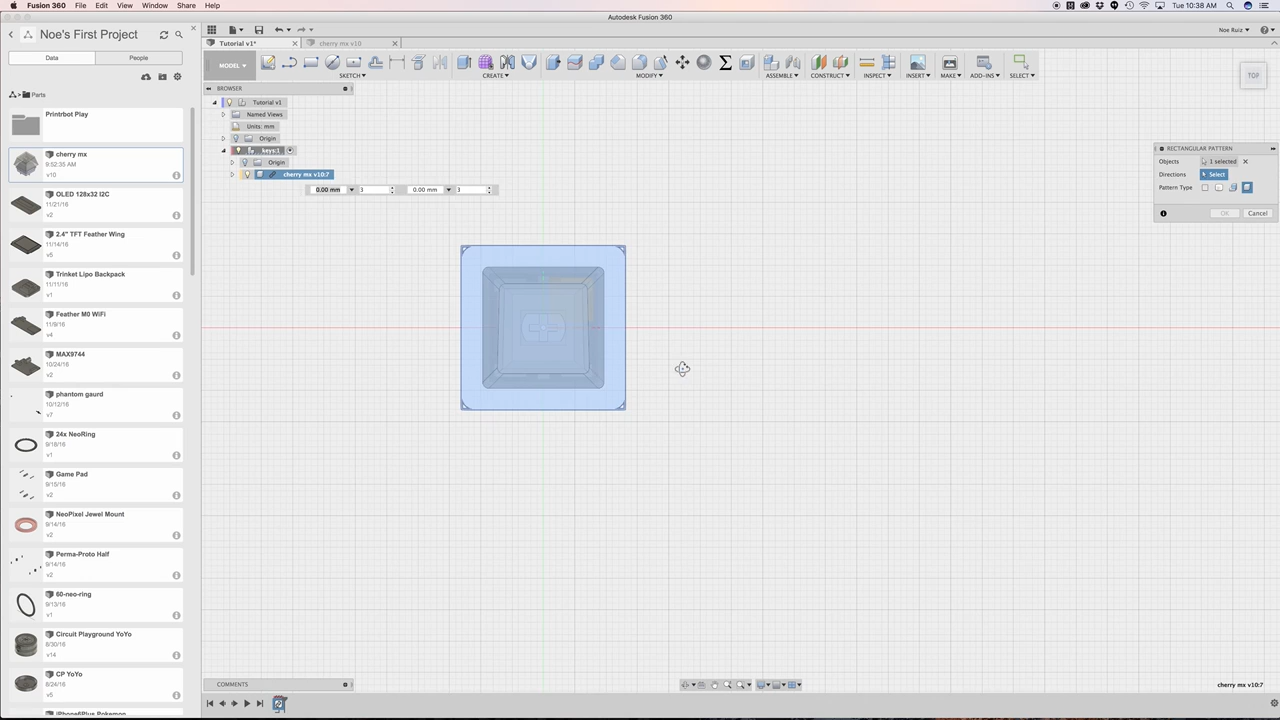 Fusion 360 File Edit View Window Share Help Tue 10:38 AM Noe Ruiz
Autodesk Fusion 360
Noe's First Project
Noe Ruiz
Tutorial v1* cherry mx v10
Data People
MODEL SKETCH CREATE MODIFY ASSEMBLE CONSTRUCT INSPECT INSERT MAKE ADD-INS SELECT
TOP
BROWSER
Parts
Tutorial v1
Named Views
Units: mm
Origin
keys:1
Origin
cherry mx v10:7
0.00 mm 3 0.00 mm 3
RECTANGULAR PATTERN
Objects 1 selected
Directions Select
Pattern Type
OK Cancel
Printrbot Play
cherry mx
9:52:35 AM
v10
OLED 128x32 I2C
11/21/16
v2
2.4" TFT Feather Wing
11/14/16
v5
Trinket Lipo Backpack
11/11/16
v1
Feather M0 WiFi
11/9/16
v4
MAX9744
10/24/16
v2
phantom gaurd
10/12/16
v7
24x NeoRing
9/18/16
v1
Game Pad
9/15/16
v2
NeoPixel Jewel Mount
9/14/16
v2
Perma-Proto Half
9/14/16
v2
60-neo-ring
9/13/16
v1
Circuit Playground YoYo
8/30/16
v14
CP YoYo
8/24/16
v5
iPhone6Plus Pokemon
COMMENTS
cherry mx v10:7